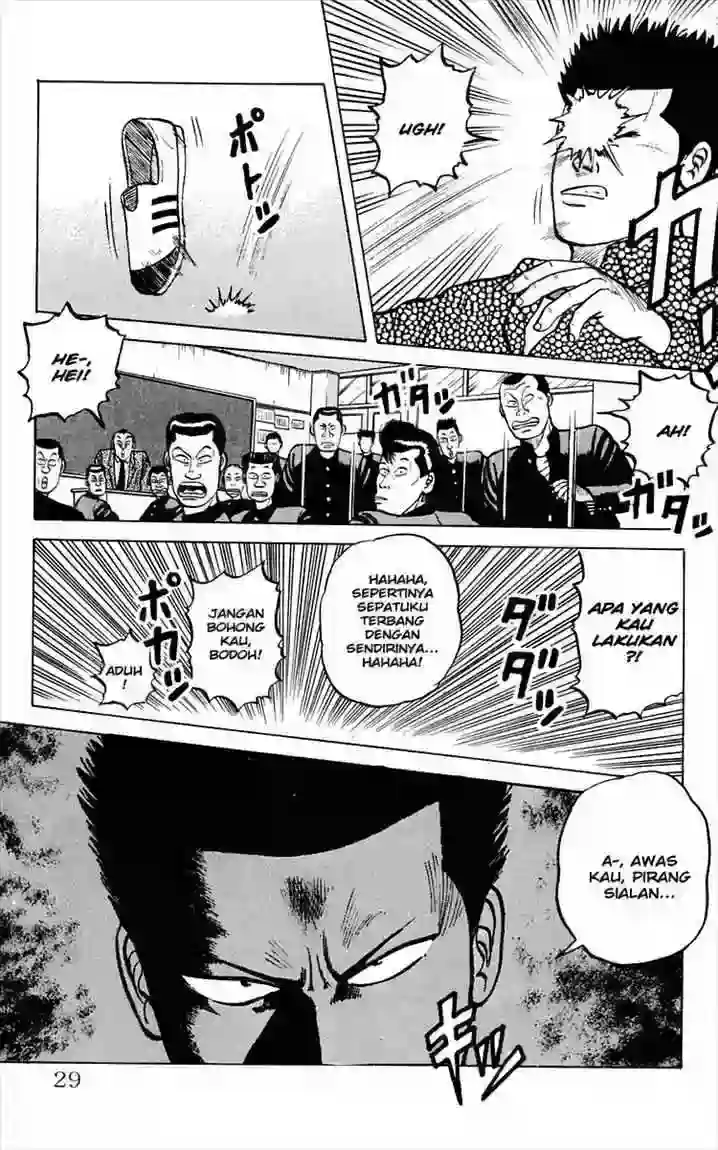 UGH!
ガッ
ポトッ
AH!
ガタッ
ガタッ
HE-,
HEI!
APA YANG
KAU
LAKUKAN
?!
ダダッ
HAHAHA,
SEPERTINYA
SEPATUKU
TERBANG
DENGAN
SENDIRINYA...
HAHAHA!
JANGAN
BOHONG
KAU,
BODOH!
ポカッ
ADUH
!
A-, AWAS
KAU, PIRANG
SIALAN...
キッ
29